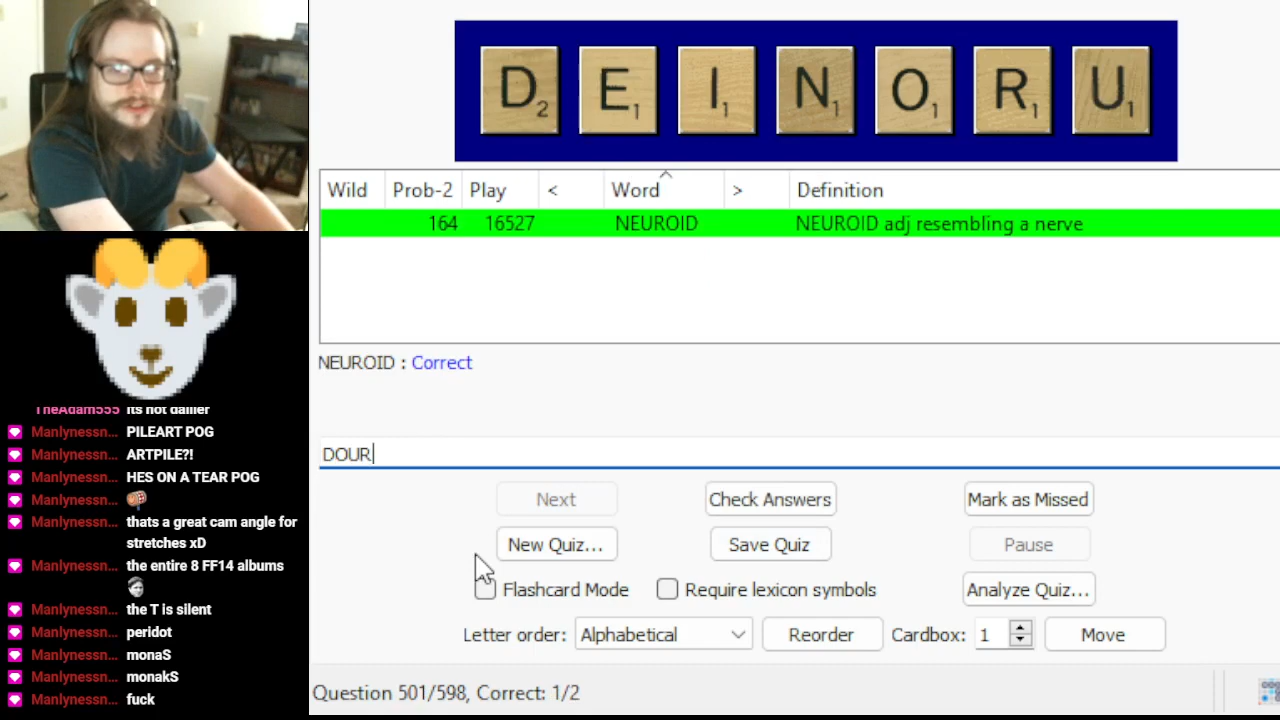 D2 E1 I1 N1 O1 R1 U1
Wild Prob-2 Play < Word > Definition
164 16527 NEUROID NEUROID adj resembling a nerve
NEUROID : Correct
DOUR
Next Check Answers Mark as Missed
New Quiz... Save Quiz Pause
Flashcard Mode Require lexicon symbols Analyze Quiz...
Letter order: Alphabetical Reorder Cardbox: 1 Move
Question 501/598, Correct: 1/2
TheAdam555 its not dallier
Manlynessn... PILEART POG
Manlynessn... ARTPILE?!
Manlynessn... HES ON A TEAR POG
Manlynessn...
Manlynessn... thats a great cam angle for
stretches xD
Manlynessn... the entire 8 FF14 albums
Manlynessn... the T is silent
Manlynessn... peridot
Manlynessn... monaS
Manlynessn... monakS
Manlynessn... fuck